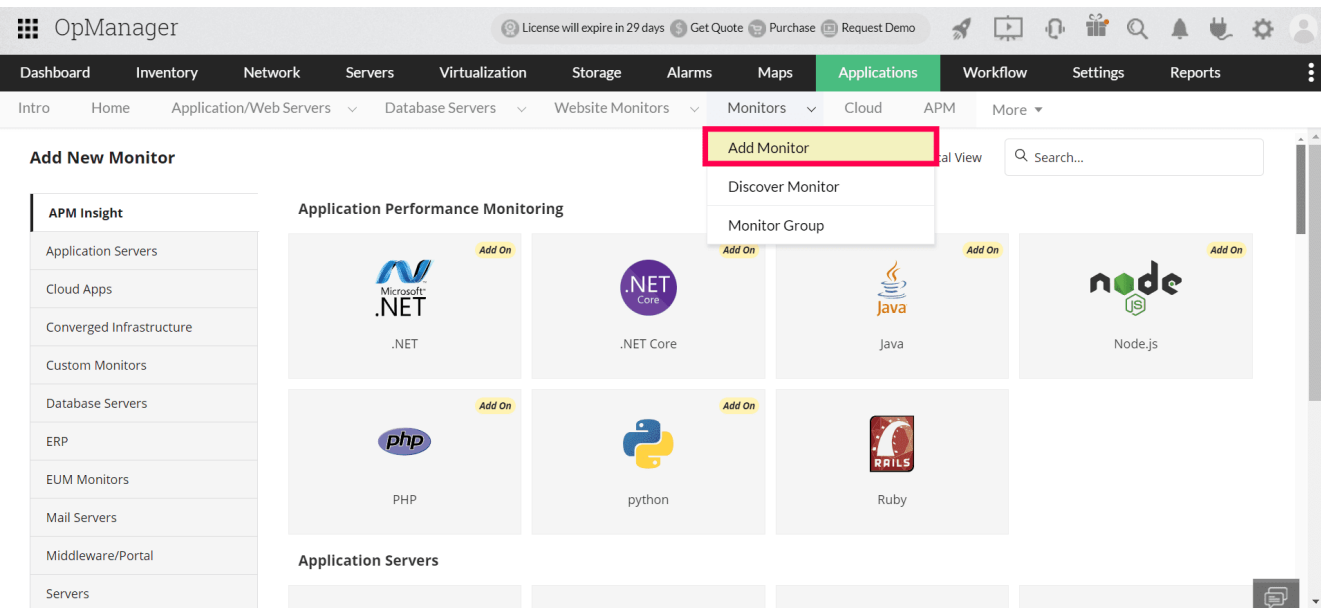 OpManager
License will expire in 29 days Get Quote Purchase Request Demo
Dashboard Inventory Network Servers Virtualization Storage Alarms Maps Applications Workflow Settings Reports
Intro Home Application/Web Servers Database Servers Website Monitors Monitors Cloud APM More
Add New Monitor
Add Monitor
Discover Monitor
Monitor Group
al View
Search...
APM Insight
Application Servers
Cloud Apps
Converged Infrastructure
Custom Monitors
Database Servers
ERP
EUM Monitors
Mail Servers
Middleware/Portal
Servers
Application Performance Monitoring
Add On
Microsoft
.NET
.NET
Add On
.NET
Core
.NET Core
Add On
Java
Java
Add On
node
JS
Node.js
Add On
php
PHP
Add On
python
RAILS
Ruby
Application Servers